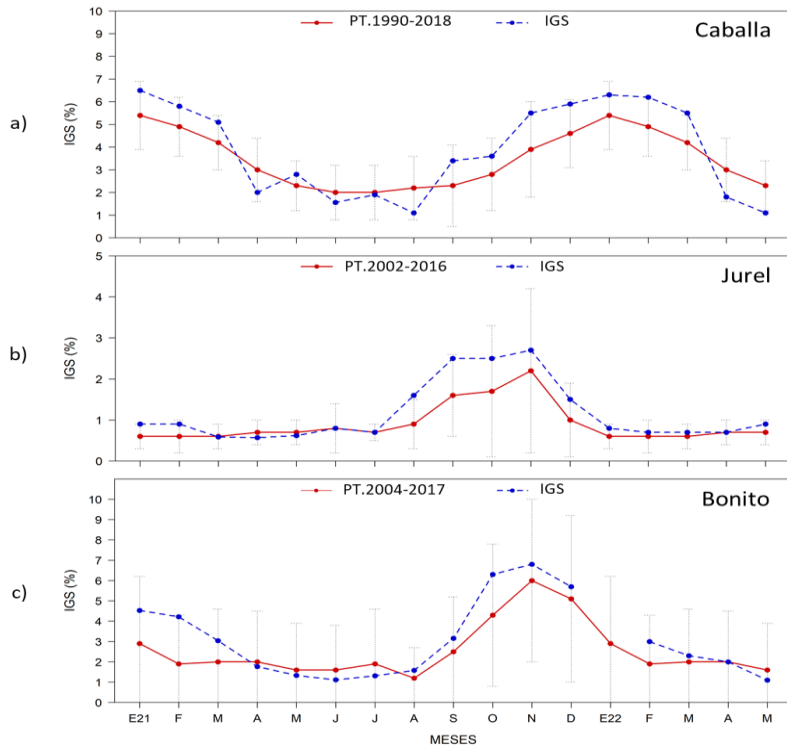 PT.1990-2018 IGS
Caballa
a)
IGS (%)
10
9
8
7
6
5
4
3
2
1
0
PT.2002-2016 IGS
Jurel
b)
IGS (%)
5
4
3
2
1
0
PT.2004-2017 IGS
Bonito
c)
IGS (%)
10
9
8
7
6
5
4
3
2
1
0
E21 F M A M J J A S O N D E22 F M A M
MESES